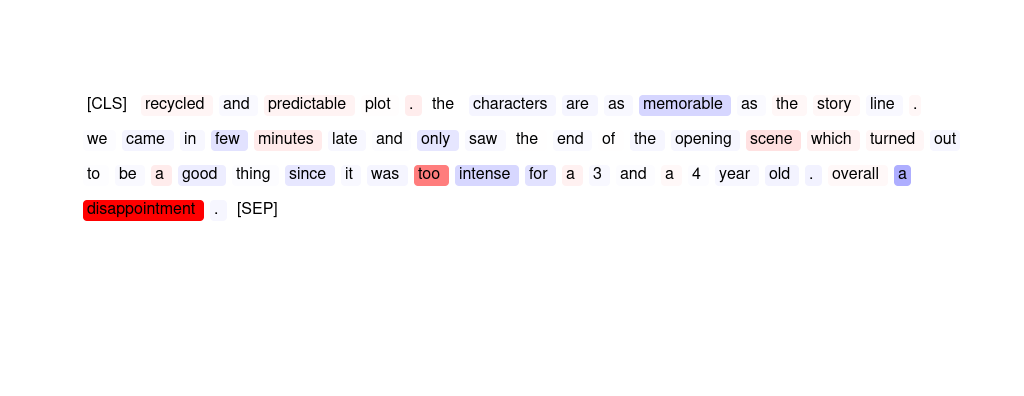 [CLS] recycled and predictable plot . the characters are as memorable as the story line .
we came in few minutes late and only saw the end of the opening scene which turned out
to be a good thing since it was too intense for a 3 and a 4 year old . overall a
disappointment . [SEP]